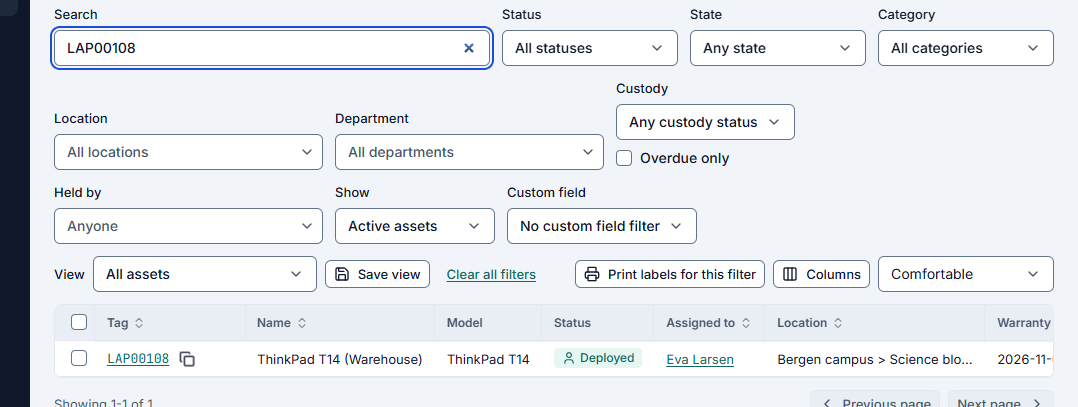 Search Status State Category
LAP00108 All statuses Any state All categories
Custody
Location Department Any custody status
All locations All departments Overdue only
Held by Show Custom field
Anyone Active assets No custom field filter
View All assets Save view Clear all filters Print labels for this filter Columns Comfortable
Tag Name Model Status Assigned to Location Warranty
LAP00108 ThinkPad T14 (Warehouse) ThinkPad T14 Deployed Eva Larsen Bergen campus > Science blo... 2026-11-
Showing 1-1 of 1 Previous page Next page